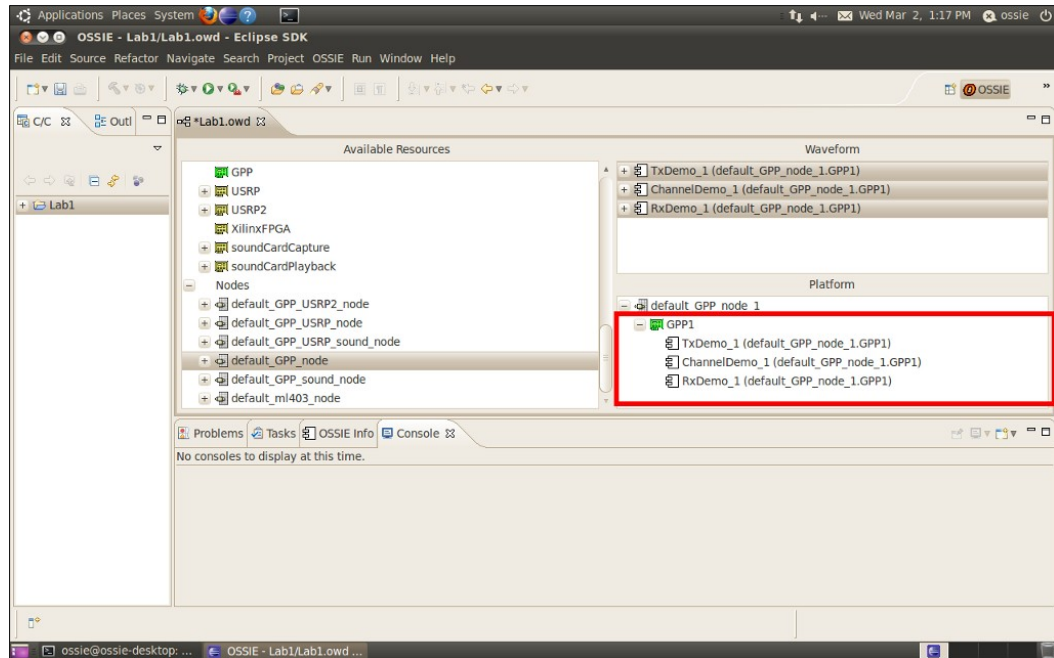 Applications Places System Wed Mar 2, 1:17 PM ossie
OSSIE - Lab1/Lab1.owd - Eclipse SDK
File Edit Source Refactor Navigate Search Project OSSIE Run Window Help
OSSIE »
C/C Outl *Lab1.owd
Available Resources
GPP
USRP
USRP2
XilinxFPGA
soundCardCapture
soundCardPlayback
Nodes
default_GPP_USRP2_node
default_GPP_USRP_node
default_GPP_USRP_sound_node
default_GPP_node
default_GPP_sound_node
default_ml403_node
Waveform
TxDemo_1 (default_GPP_node_1.GPP1)
ChannelDemo_1 (default_GPP_node_1.GPP1)
RxDemo_1 (default_GPP_node_1.GPP1)
Platform
default_GPP_node_1
GPP1
TxDemo_1 (default_GPP_node_1.GPP1)
ChannelDemo_1 (default_GPP_node_1.GPP1)
RxDemo_1 (default_GPP_node_1.GPP1)
Lab1
Problems Tasks OSSIE Info Console
No consoles to display at this time.
ossie@ossie-desktop: ... OSSIE - Lab1/Lab1.owd ...